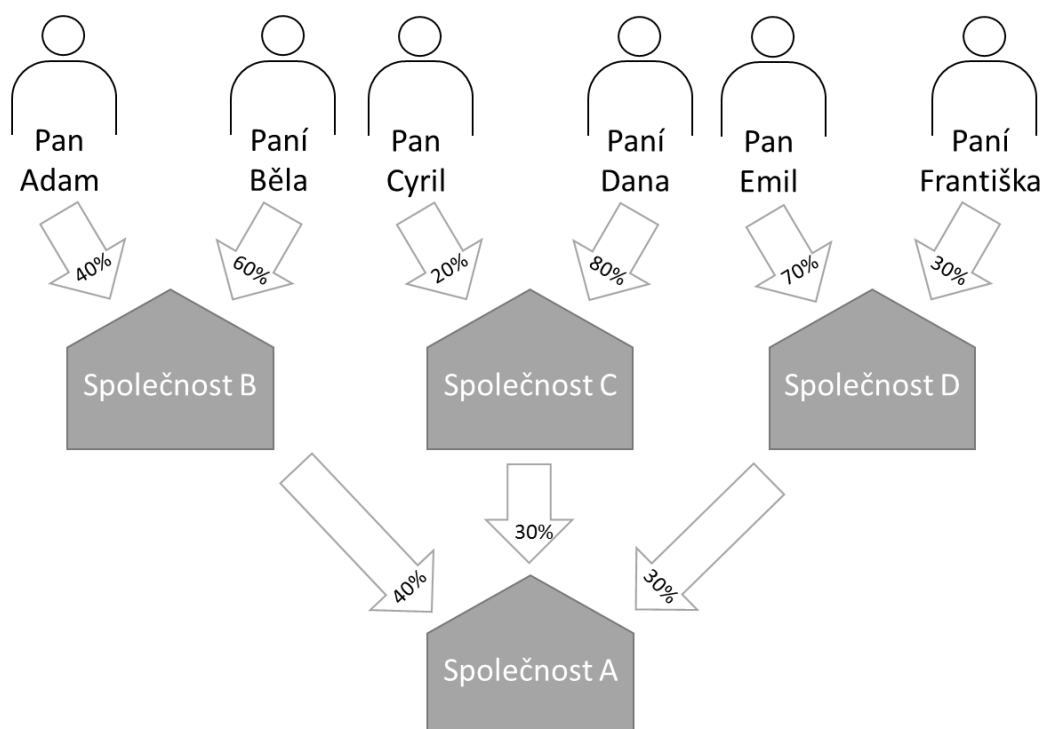 Pan
Adam
Paní
Běla
Pan
Cyril
Paní
Dana
Pan
Emil
Paní
Františka
40%
60%
20%
80%
70%
30%
Společnost B
Společnost C
Společnost D
40%
30%
30%
Společnost A